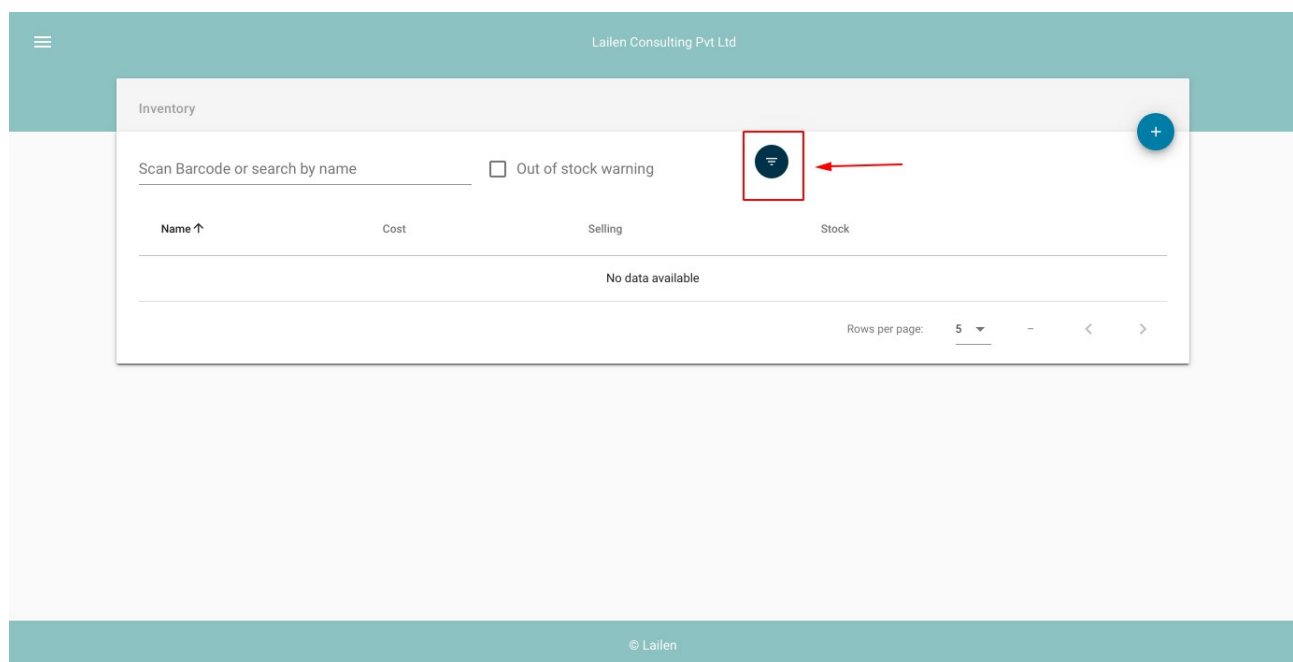 Lailen Consulting Pvt Ltd
Inventory
+
Scan Barcode or search by name
Out of stock warning
Name ↑ Cost Selling Stock
No data available
Rows per page: 5 – < >
© Lailen